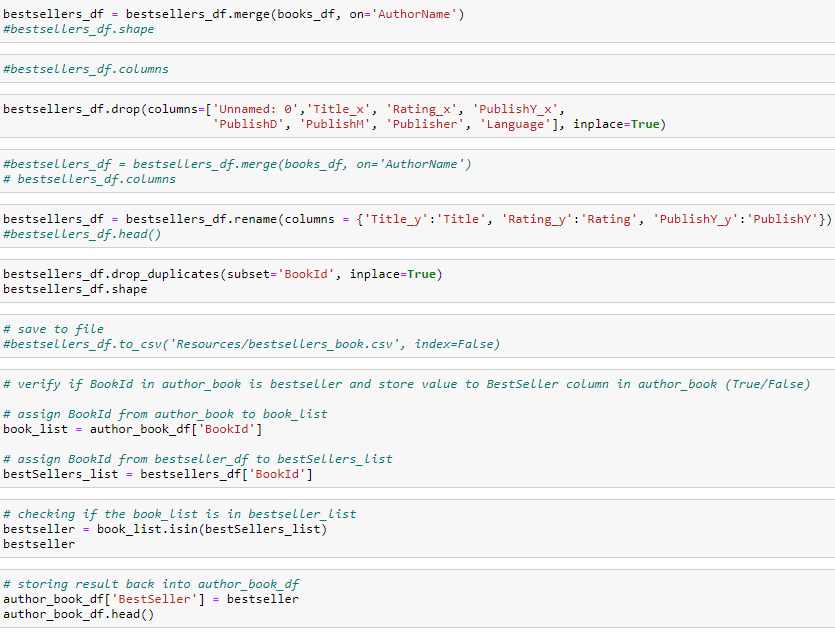 bestsellers_df = bestsellers_df.merge(books_df, on='AuthorName')
#bestsellers_df.shape
#bestsellers_df.columns
bestsellers_df.drop(columns=['Unnamed: 0','Title_x', 'Rating_x', 'PublishY_x',
'PublishD', 'PublishM', 'Publisher', 'Language'], inplace=True)
#bestsellers_df = bestsellers_df.merge(books_df, on='AuthorName')
# bestsellers_df.columns
bestsellers_df = bestsellers_df.rename(columns = {'Title_y':'Title', 'Rating_y':'Rating', 'PublishY_y':'PublishY'})
#bestsellers_df.head()
bestsellers_df.drop_duplicates(subset='BookId', inplace=True)
bestsellers_df.shape
# save to file
#bestsellers_df.to_csv('Resources/bestsellers_book.csv', index=False)
# verify if BookId in author_book is bestseller and store value to BestSeller column in author_book (True/False)
# assign BookId from author_book to book_list
book_list = author_book_df['BookId']
# assign BookId from bestseller_df to bestSellers_list
bestSellers_list = bestsellers_df['BookId']
# checking if the book_list is in bestseller_list
bestseller = book_list.isin(bestSellers_list)
bestseller
# storing result back into author_book_df
author_book_df['BestSeller'] = bestseller
author_book_df.head()